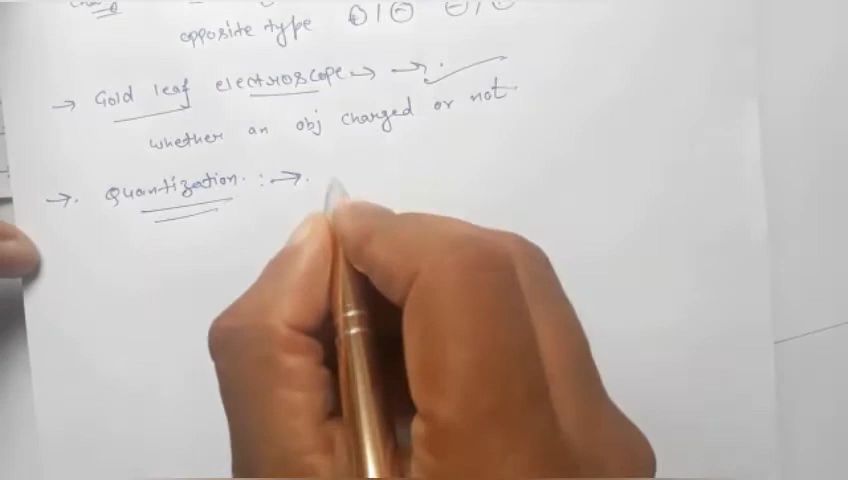 opposite type ⊕ | ⊖ ⊖ | ⊕
→ Gold leaf electroscope → →.
whether an obj charged or not.
→. Quantization. : →.